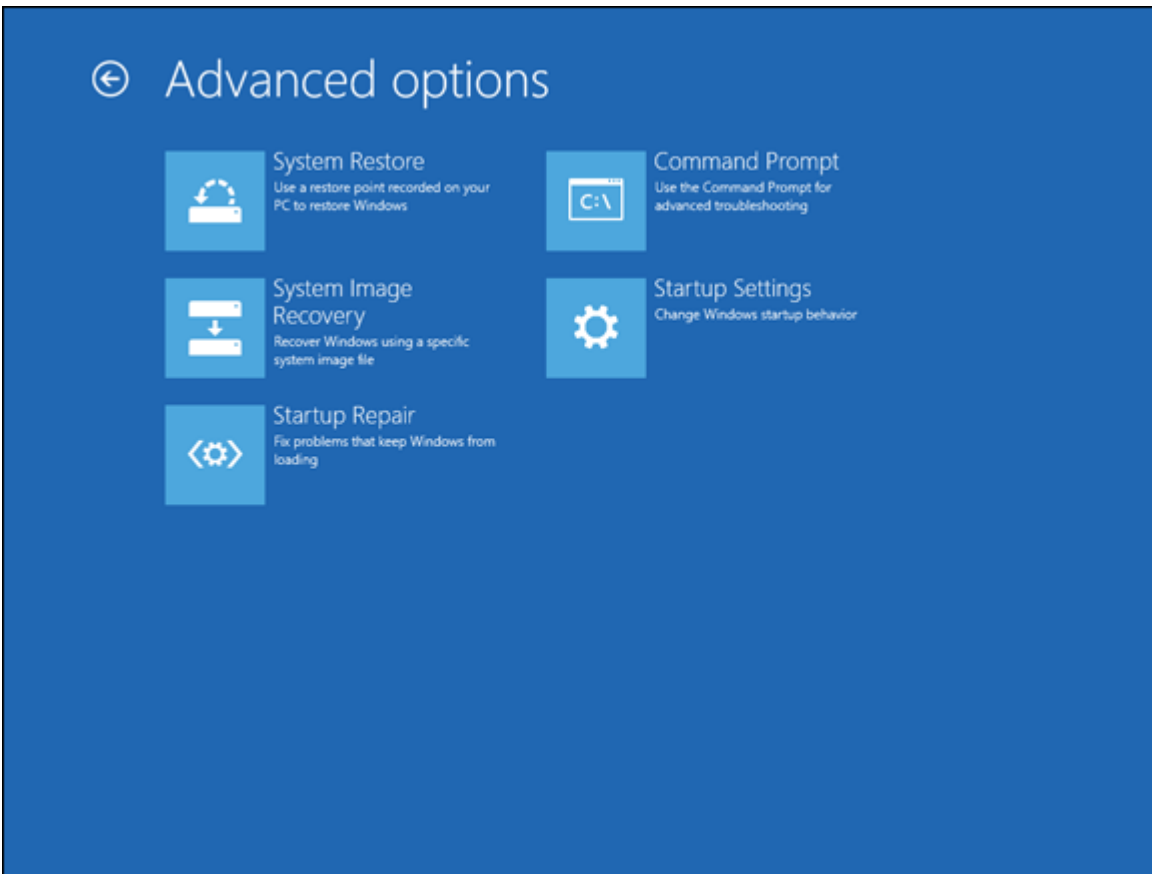 Advanced options
System Restore
Use a restore point recorded on your
PC to restore Windows
Command Prompt
Use the Command Prompt for
advanced troubleshooting
C:\
System Image
Recovery
Recover Windows using a specific
system image file
Startup Settings
Change Windows startup behavior
Startup Repair
Fix problems that keep Windows from
loading